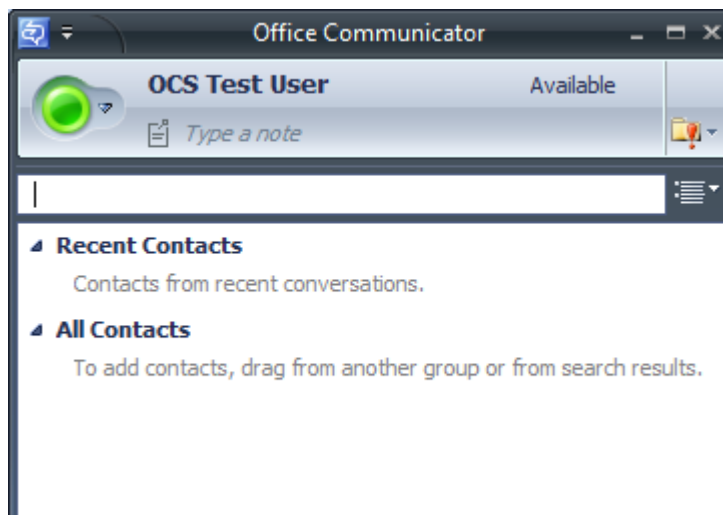 Office Communicator
OCS Test User Available
Type a note
Recent Contacts
Contacts from recent conversations.
All Contacts
To add contacts, drag from another group or from search results.